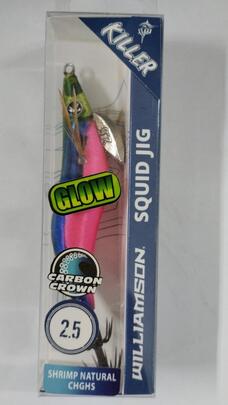 KILLER
SQUID JIG
WILLIAMSON
GLOW
CARBON
CROWN
2.5
SHRIMP NATURAL
CHGHS